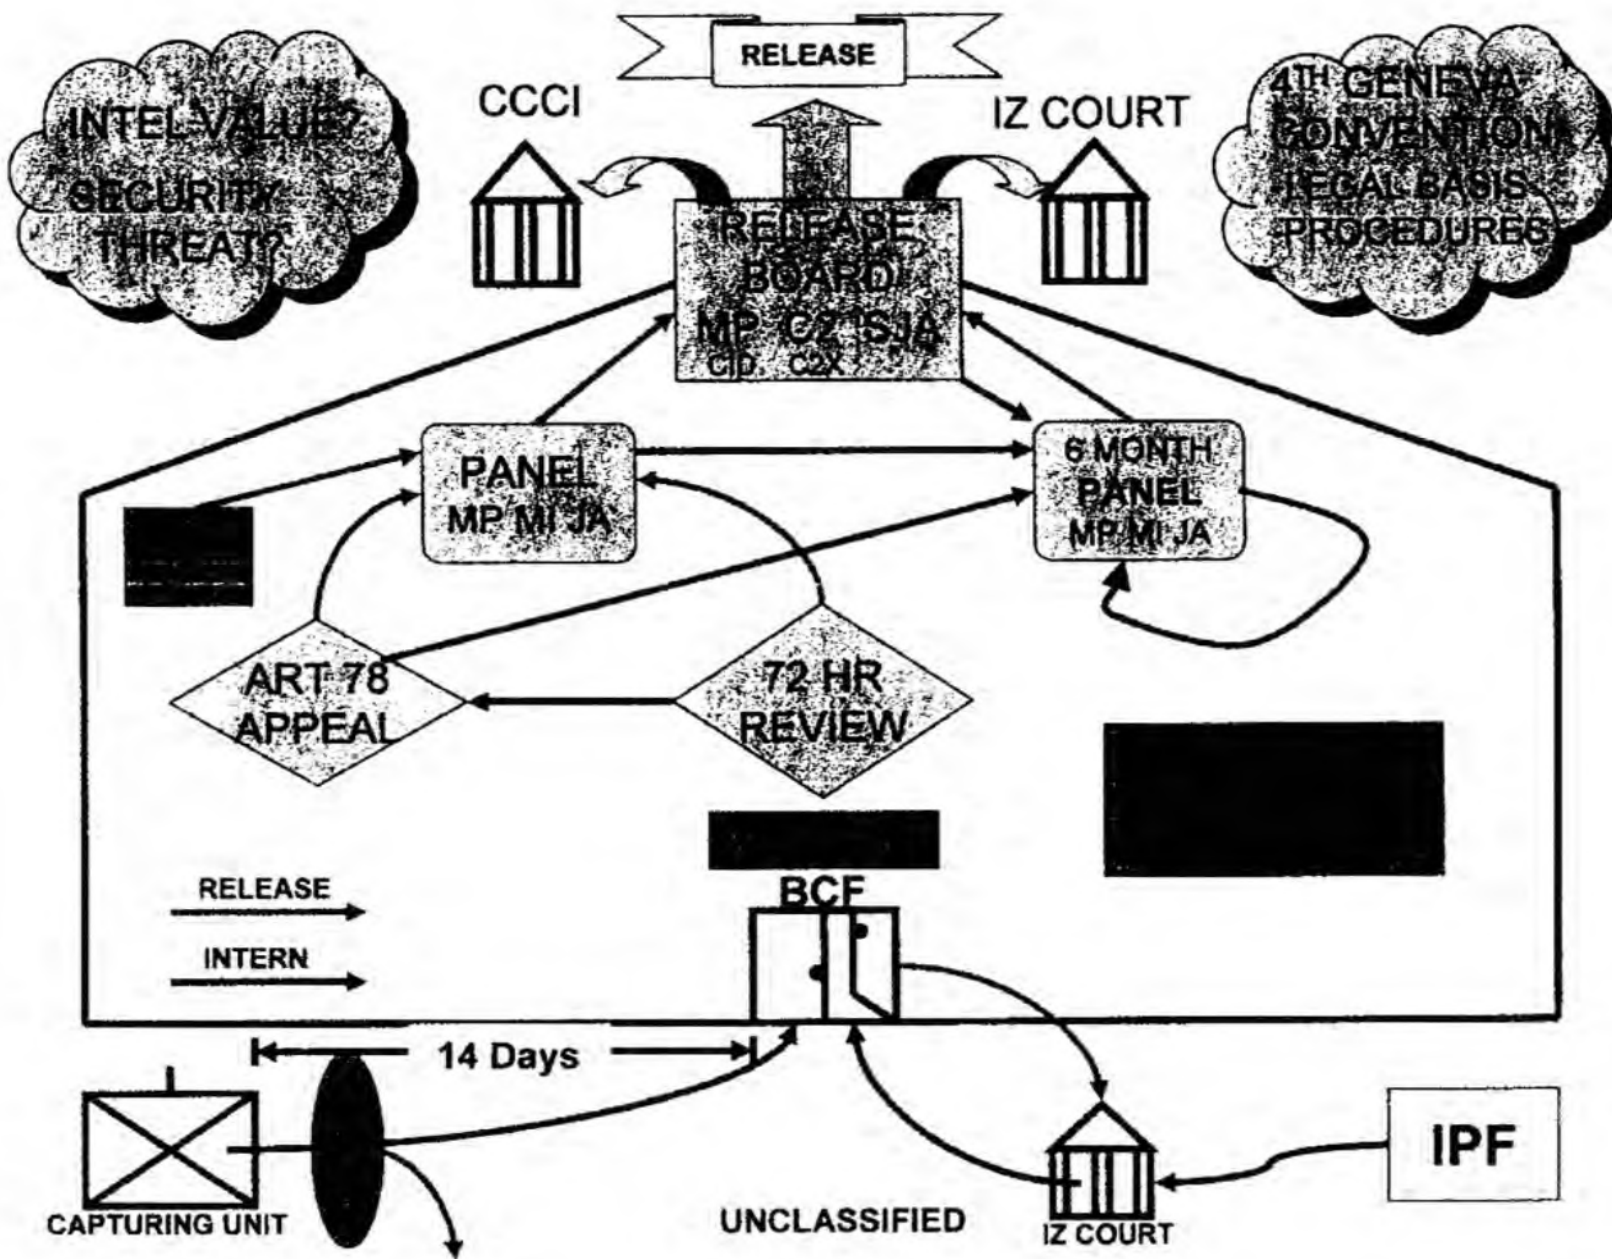 RELEASE
CCCI
IZ COURT
INTEL VALUE?
SECURITY
THREAT?
4TH GENEVA
CONVENTION
-LEGAL BASIS
-PROCEDURES
RELEASE
BOARD
MP C2 SJA
CID C2X
PANEL
MP MI JA
6 MONTH
PANEL
MP MI JA
ART 78
APPEAL
72 HR
REVIEW
BCF
RELEASE
INTERN
14 Days
CAPTURING UNIT
UNCLASSIFIED
IZ COURT
IPF